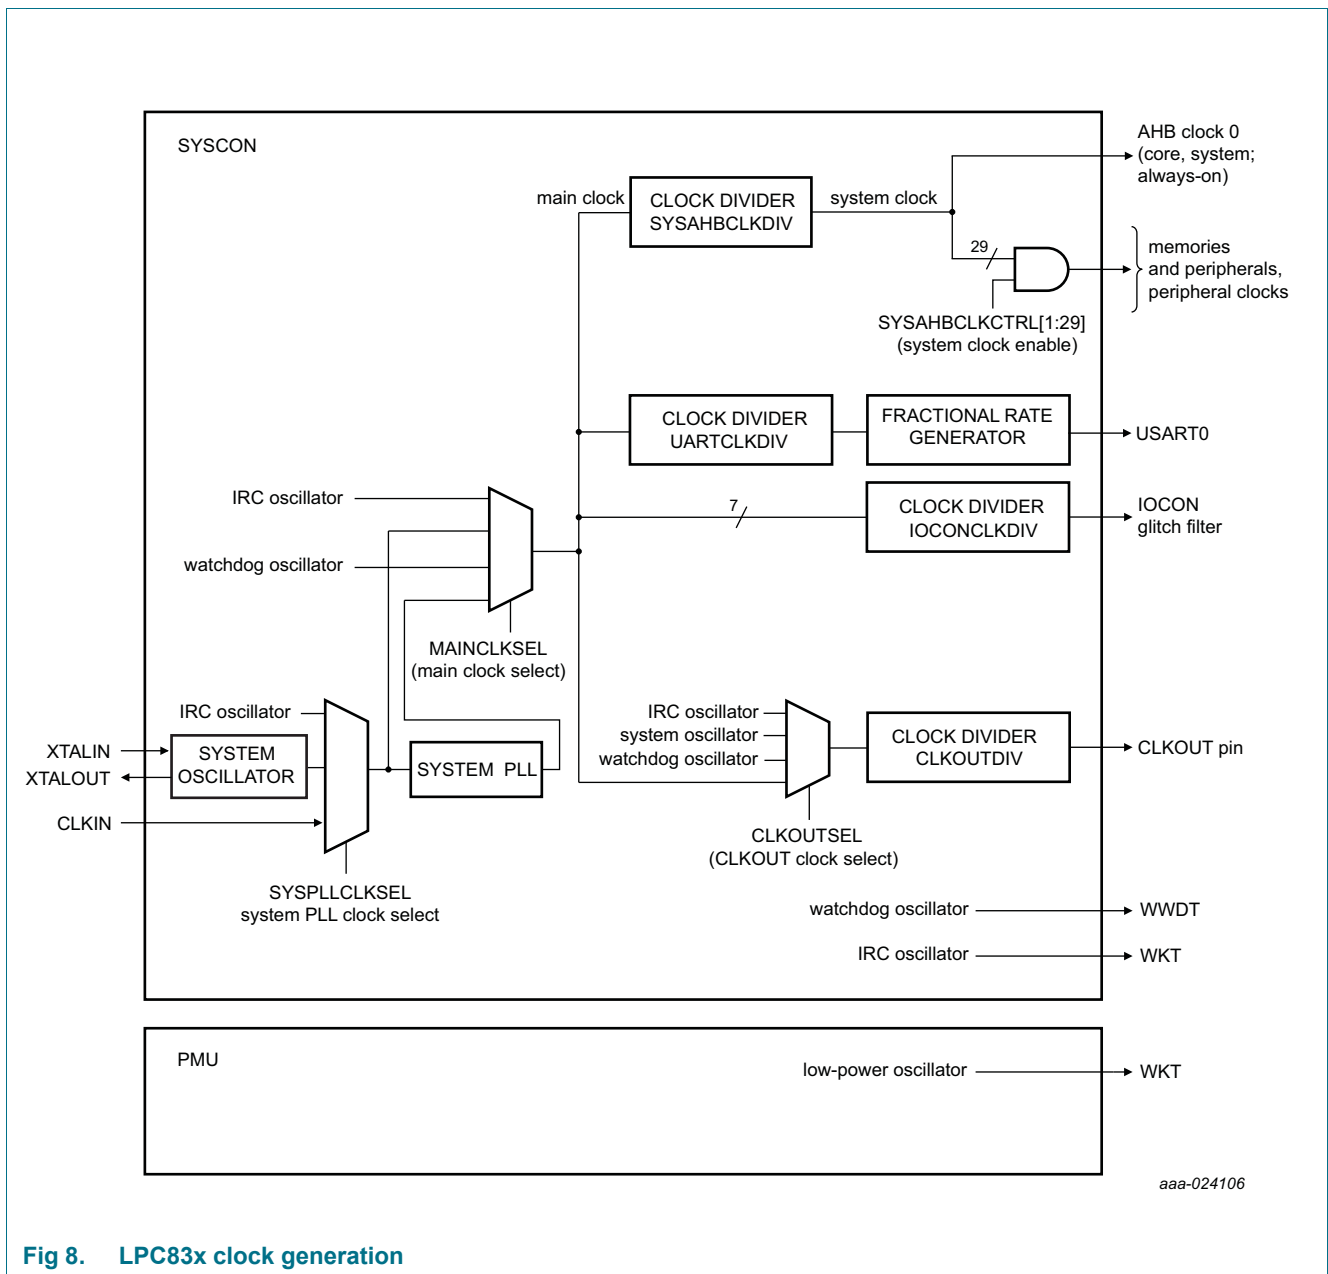 SYSCON
AHB clock 0
(core, system;
always-on)
main clock
CLOCK DIVIDER
SYSAHBCLKDIV
system clock
29
memories
and peripherals,
peripheral clocks
SYSAHBCLKCTRL[1:29]
(system clock enable)
CLOCK DIVIDER
UARTCLKDIV
FRACTIONAL RATE
GENERATOR
USART0
IRC oscillator
7
CLOCK DIVIDER
IOCONCLKDIV
IOCON
glitch filter
watchdog oscillator
MAINCLKSEL
(main clock select)
IRC oscillator
XTALIN
XTALOUT
SYSTEM
OSCILLATOR
SYSTEM PLL
CLKIN
SYSPLLCLKSEL
system PLL clock select
IRC oscillator
system oscillator
watchdog oscillator
CLOCK DIVIDER
CLKOUTDIV
CLKOUT pin
CLKOUTSEL
(CLKOUT clock select)
watchdog oscillator
WWDT
IRC oscillator
WKT
PMU
low-power oscillator
WKT
aaa-024106
Fig 8. LPC83x clock generation